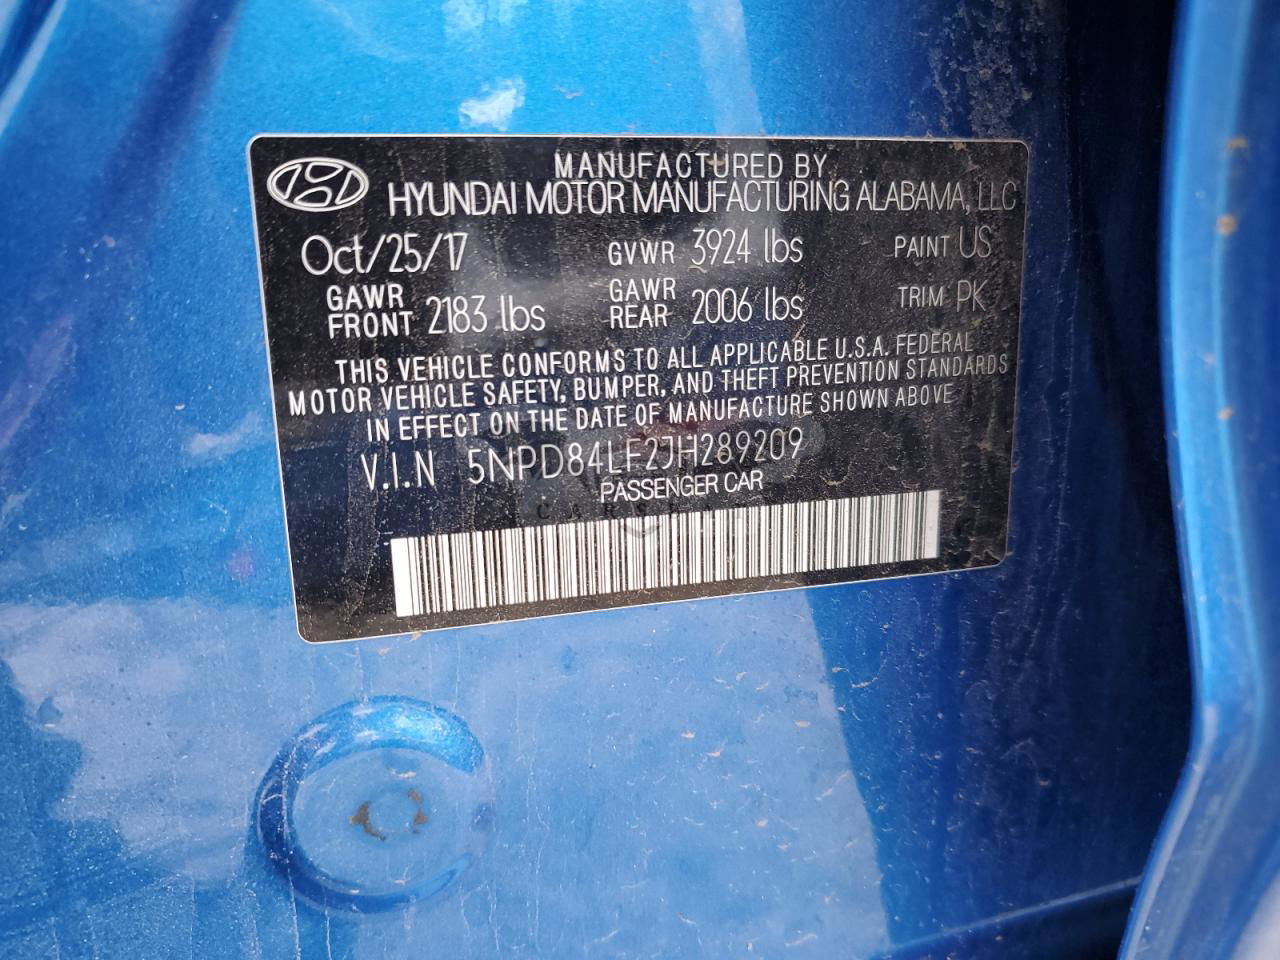 MANUFACTURED BY
HYUNDAI MOTOR MANUFACTURING ALABAMA, LLC
Oct/25/17 GVWR 3924 lbs PAINT US
GAWR FRONT 2183 lbs GAWR REAR 2006 lbs TRIM PK
THIS VEHICLE CONFORMS TO ALL APPLICABLE U.S.A. FEDERAL
MOTOR VEHICLE SAFETY, BUMPER, AND THEFT PREVENTION STANDARDS
IN EFFECT ON THE DATE OF MANUFACTURE SHOWN ABOVE
V.I.N 5NPD84LF2JH289209
PASSENGER CAR